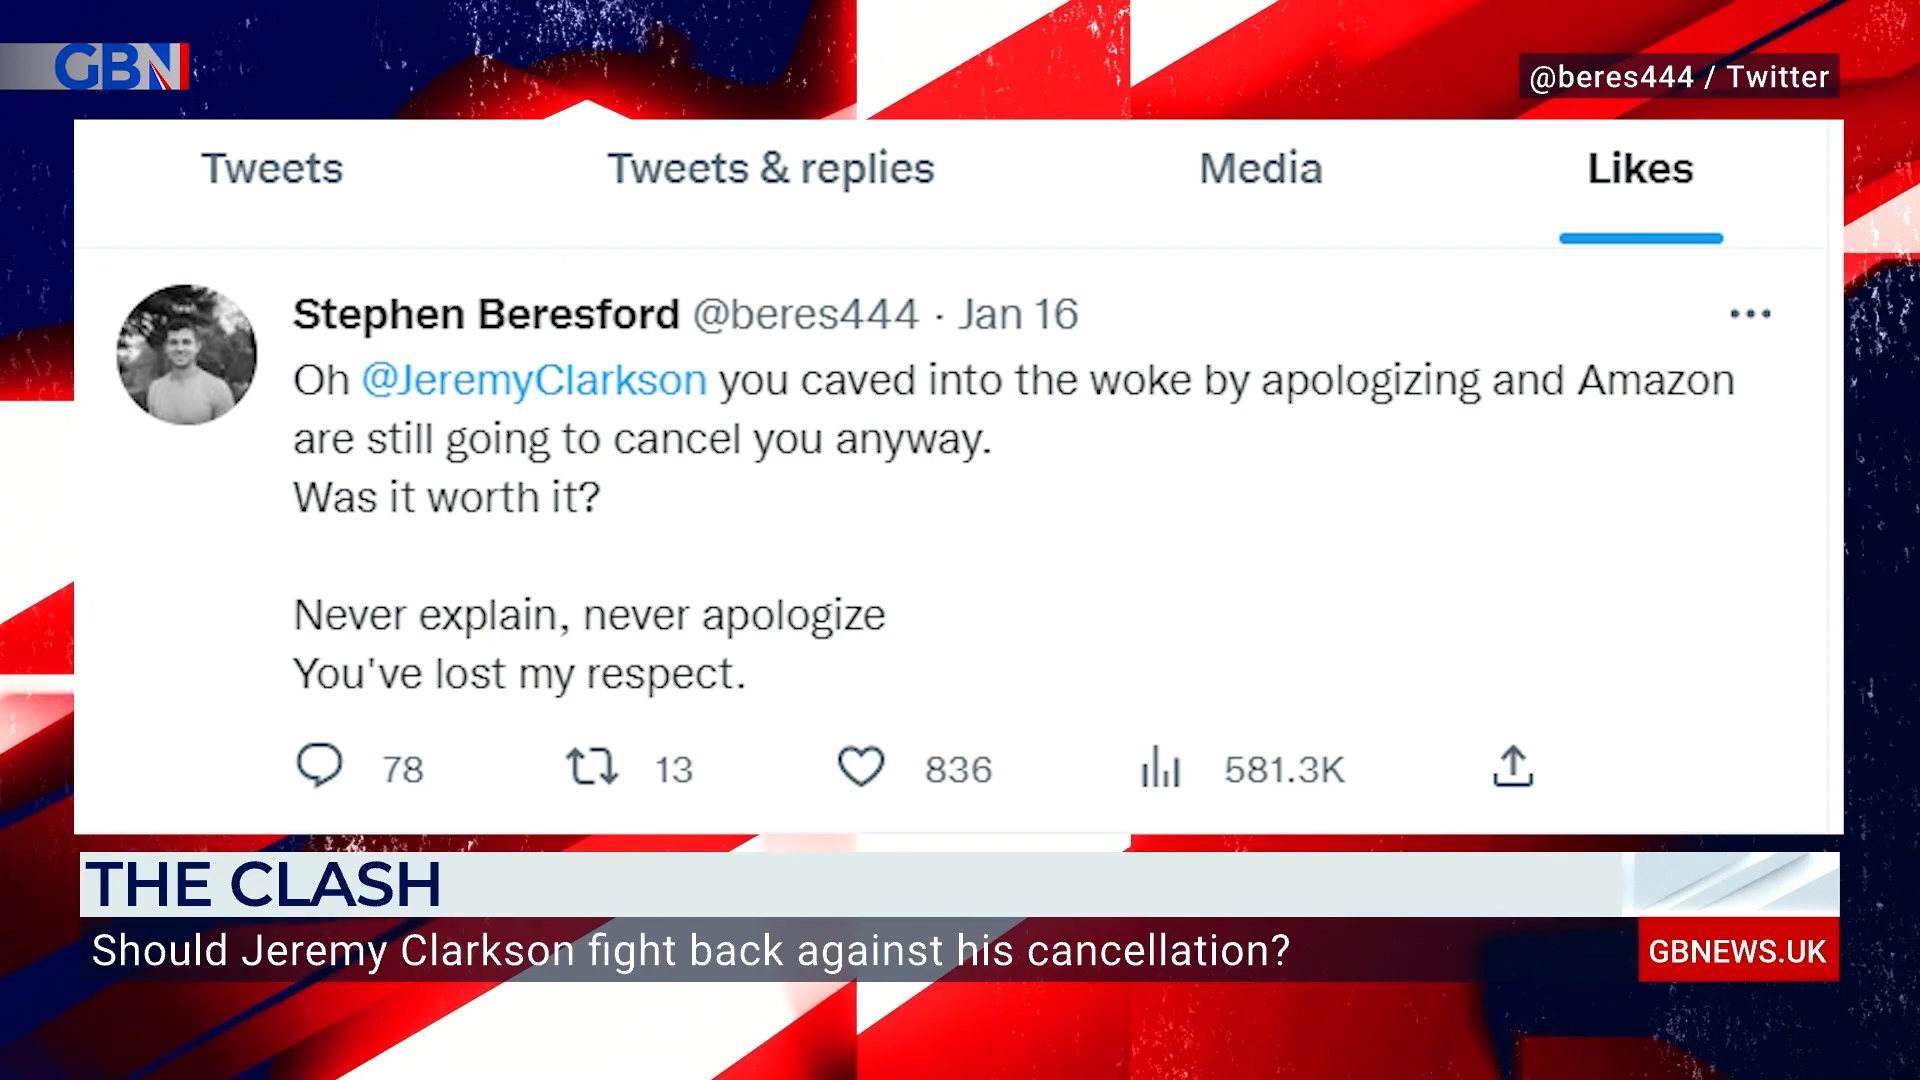 GBN
@beres444 / Twitter
Tweets Tweets & replies Media Likes
Stephen Beresford @beres444 · Jan 16
Oh @JeremyClarkson you caved into the woke by apologizing and Amazon
are still going to cancel you anyway.
Was it worth it?
Never explain, never apologize
You've lost my respect.
78 13 836 581.3K
THE CLASH
Should Jeremy Clarkson fight back against his cancellation?
GBNEWS.UK